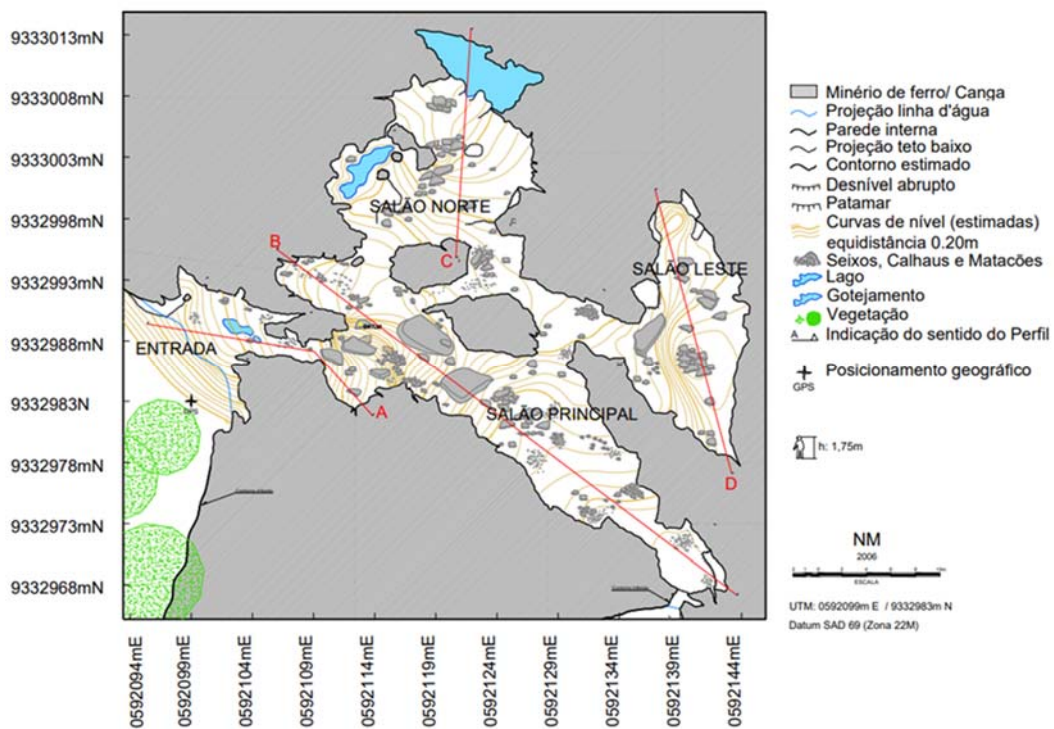 9333013mN
9333008mN
9333003mN
9332998mN
9332993mN
9332988mN
9332983N
9332978mN
9332973mN
9332968mN
0592094mE
0592099mE
0592104mE
0592109mE
0592114mE
0592119mE
0592124mE
0592129mE
0592134mE
0592139mE
0592144mE
SALÃO NORTE
B
C
SALÃO LESTE
ENTRADA
A
SALÃO PRINCIPAL
GPS
D
Minério de ferro/ Canga
Projeção linha d'água
Parede interna
Projeção teto baixo
Contorno estimado
Desnível abrupto
Patamar
Curvas de nível (estimadas)
equidistância 0.20m
Seixos, Calhaus e Matacões
Lago
Gotejamento
Vegetação
A
Indicação do sentido do Perfil
Posicionamento geográfico
GPS
h: 1,75m
NM
2006
ESCALA
UTM: 0592099m E / 9332983m N
Datum SAD 69 (Zona 22M)